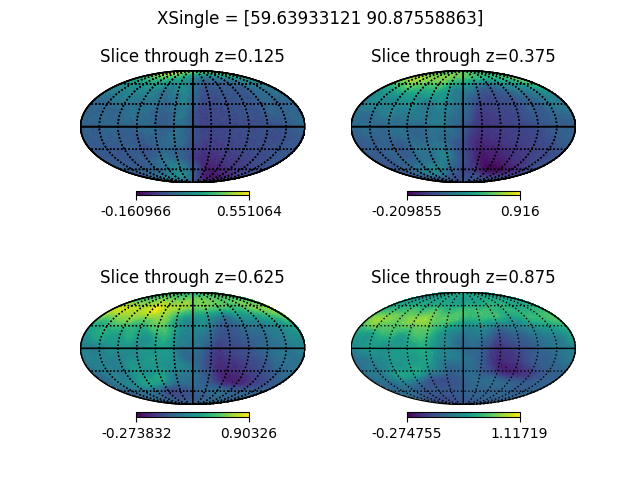 XSingle = [59.63933121 90.87558863]
Slice through z=0.125
Slice through z=0.375
-0.160966 0.551064
-0.209855 0.916
Slice through z=0.625
Slice through z=0.875
-0.273832 0.90326
-0.274755 1.11719